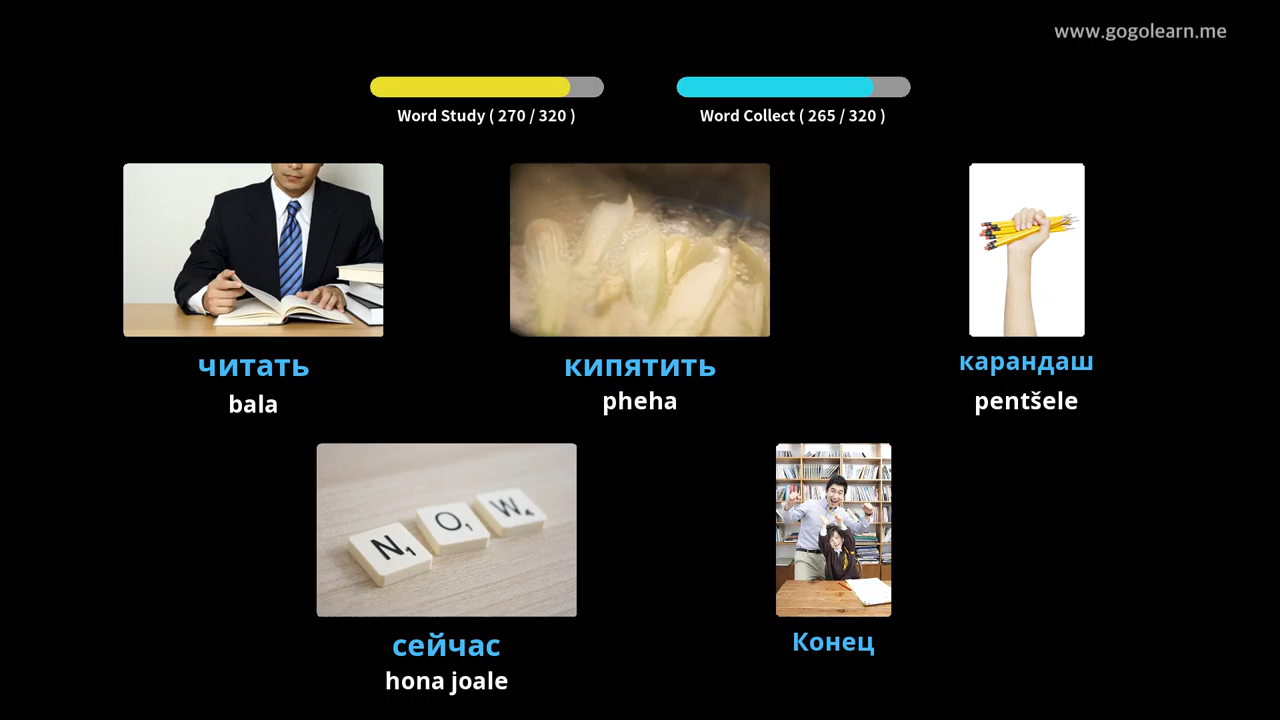 www.gogolearn.me
Word Study ( 270 / 320 )
Word Collect ( 265 / 320 )
читать
bala
кипятить
pheha
карандаш
pentšele
NOW
сейчас
hona joale
Конец